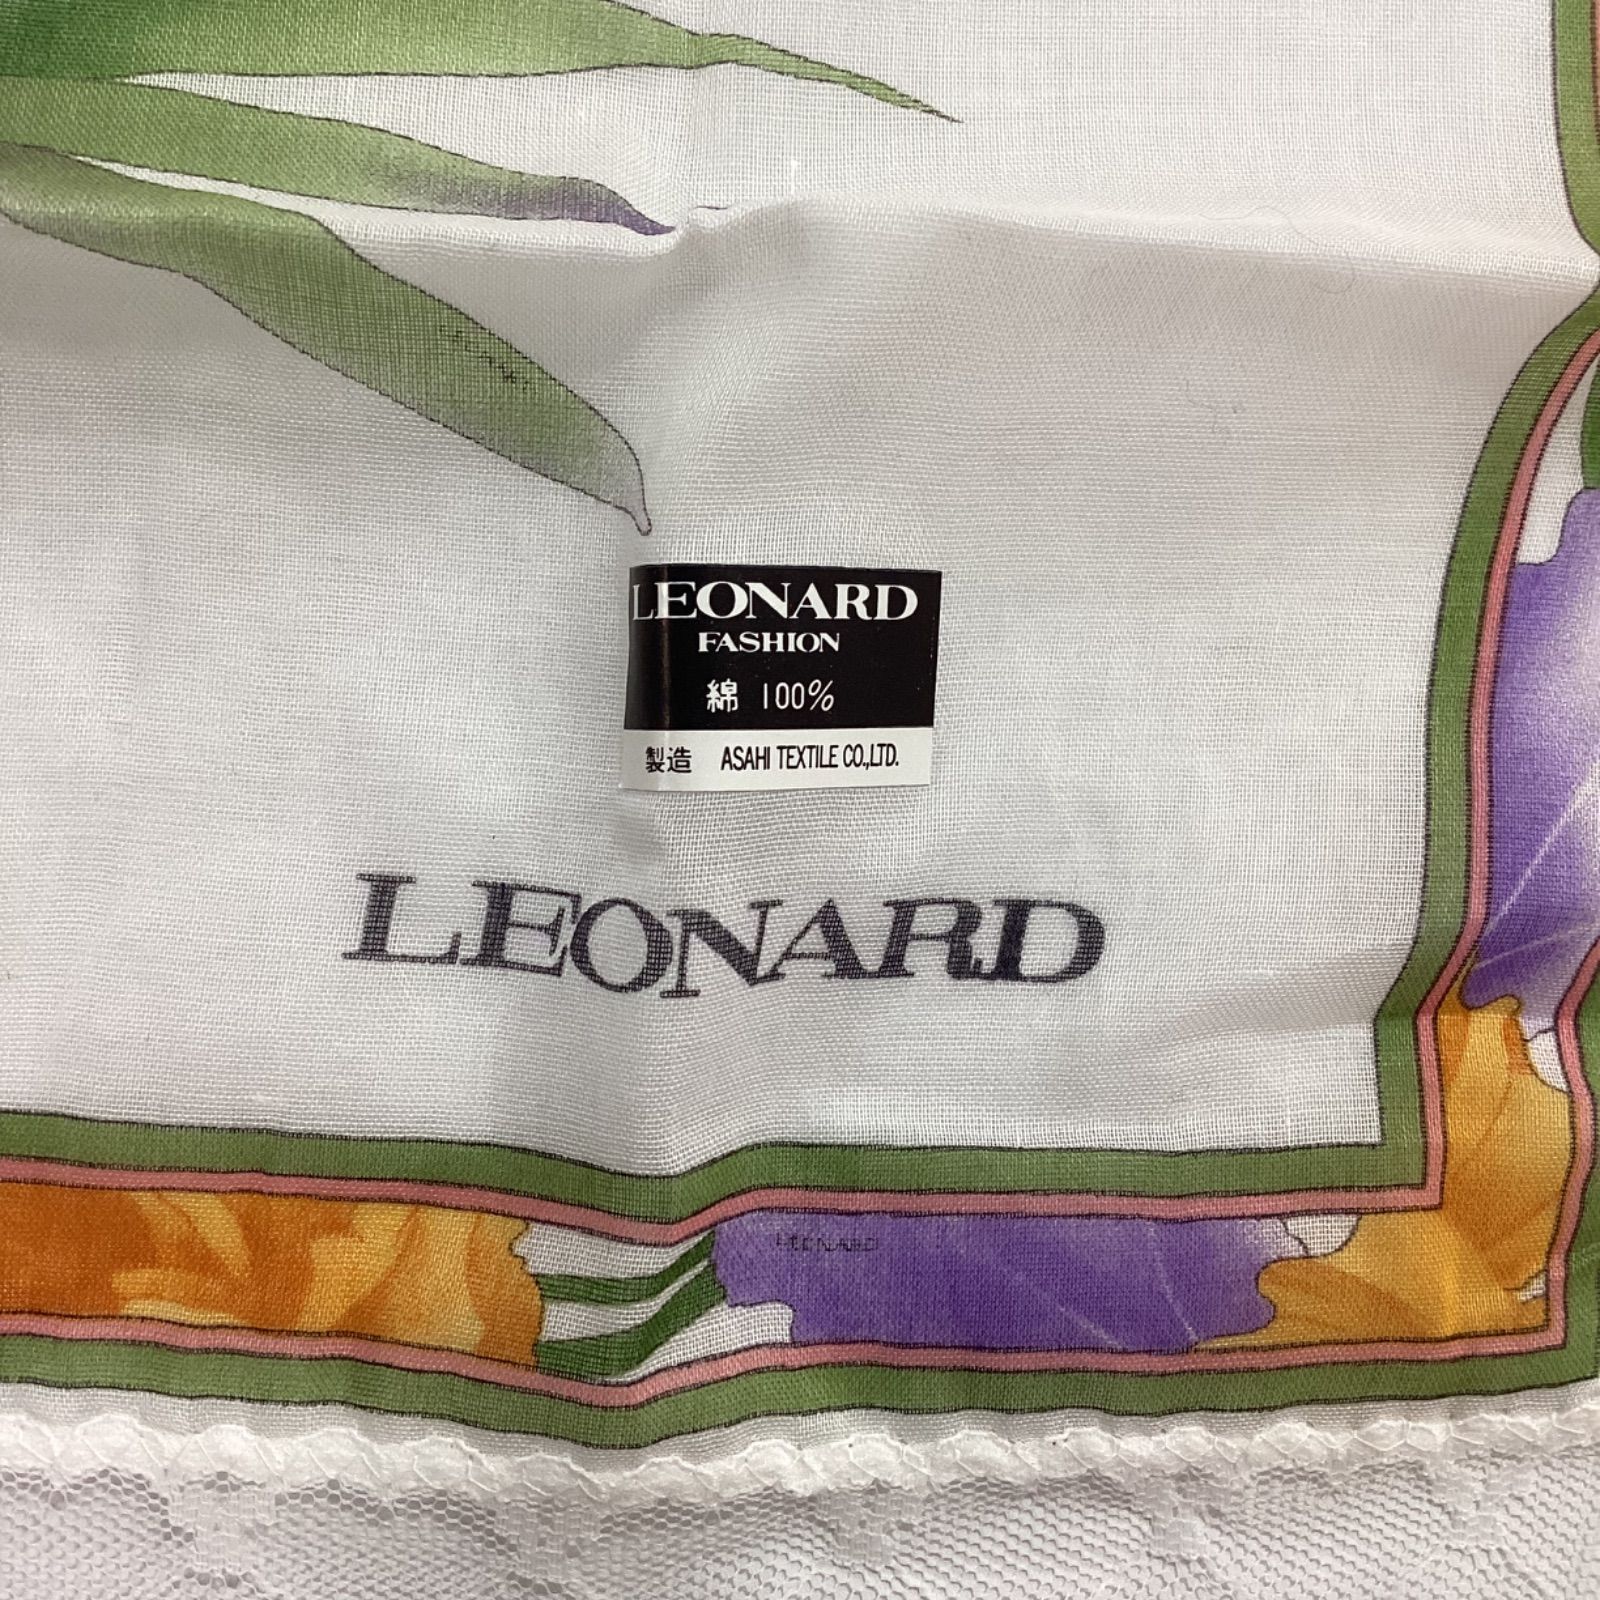 LEONARD
FASHION
綿 100%
製造 ASAHI TEXTILE CO.,LTD.
LEONARD
LEONARD